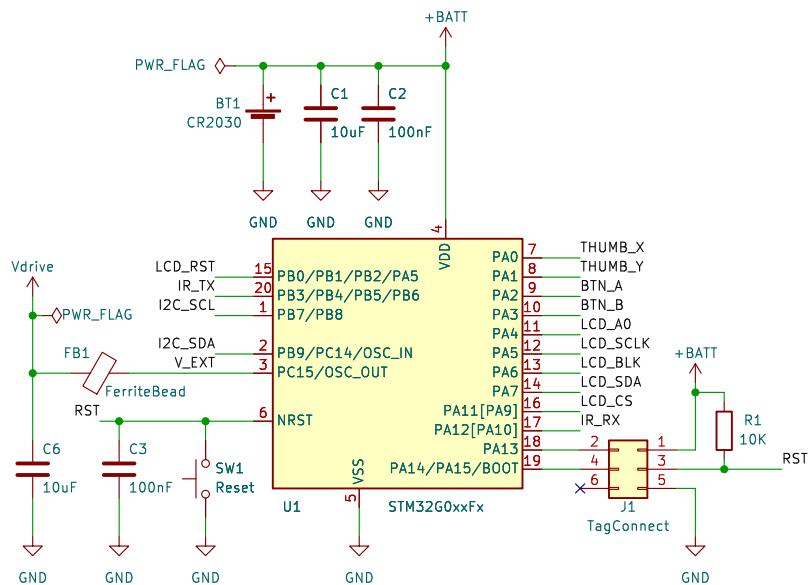 +BATT
PWR_FLAG
BT1
CR2030
+
C1
10uF
C2
100nF
GND
GND
GND
4
VDD
LCD_RST 15 PB0/PB1/PB2/PA5
IR_TX 20 PB3/PB4/PB5/PB6
I2C_SCL 1 PB7/PB8
I2C_SDA 2 PB9/PC14/OSC_IN
V_EXT 3 PC15/OSC_OUT
6 NRST
PA0 7 THUMB_X
PA1 8 THUMB_Y
PA2 9 BTN_A
PA3 10 BTN_B
PA4 11 LCD_A0
PA5 12 LCD_SCLK
PA6 13 LCD_BLK
PA7 14 LCD_SDA
PA11[PA9] 16 LCD_CS
PA12[PA10] 17 IR_RX
PA13 18
PA14/PA15/BOOT 19
VSS
5
U1
STM32G0xxFx
GND
Vdrive
PWR_FLAG
FB1
FerriteBead
RST
C6
10uF
C3
100nF
SW1
Reset
GND
GND
GND
+BATT
R1
10K
RST
2 1
4 3
6 5
J1
TagConnect
GND